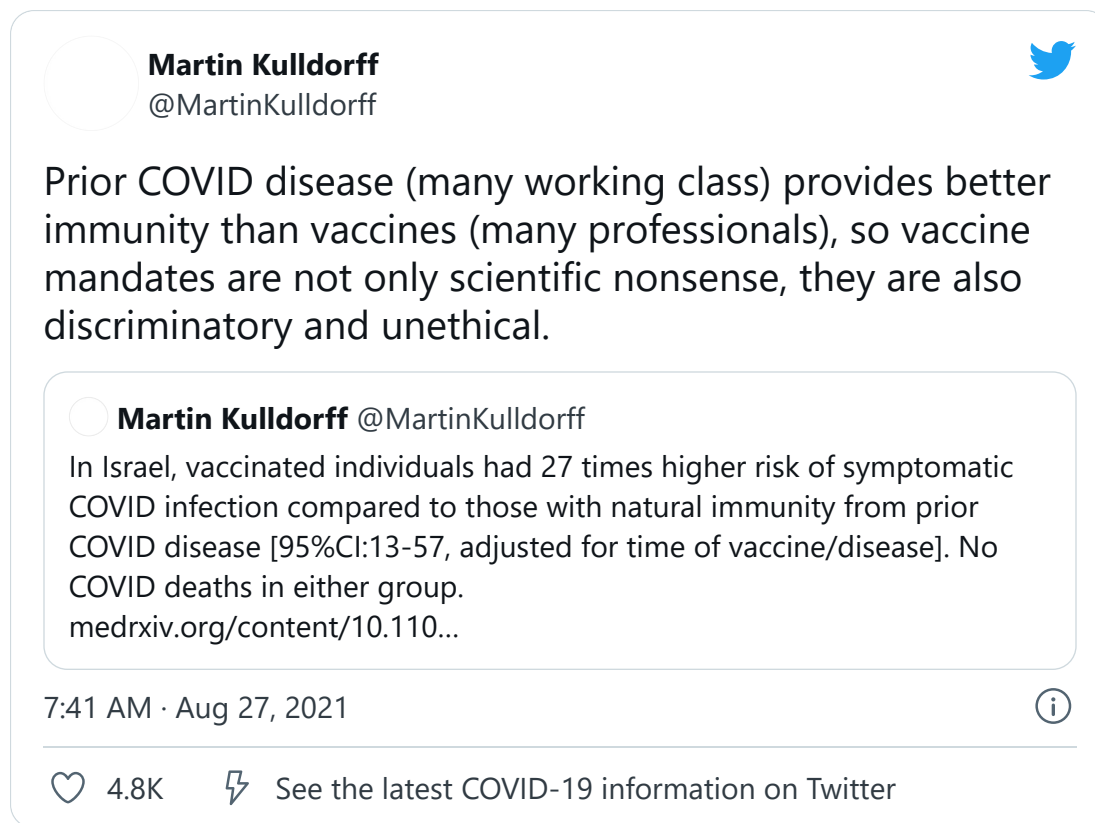 Martin Kulldorff
@MartinKulldorff
Prior COVID disease (many working class) provides better
immunity than vaccines (many professionals), so vaccine
mandates are not only scientific nonsense, they are also
discriminatory and unethical.
Martin Kulldorff @MartinKulldorff
In Israel, vaccinated individuals had 27 times higher risk of symptomatic
COVID infection compared to those with natural immunity from prior
COVID disease [95%CI:13-57, adjusted for time of vaccine/disease]. No
COVID deaths in either group.
medrxiv.org/content/10.110...
7:41 AM · Aug 27, 2021
4.8K See the latest COVID-19 information on Twitter